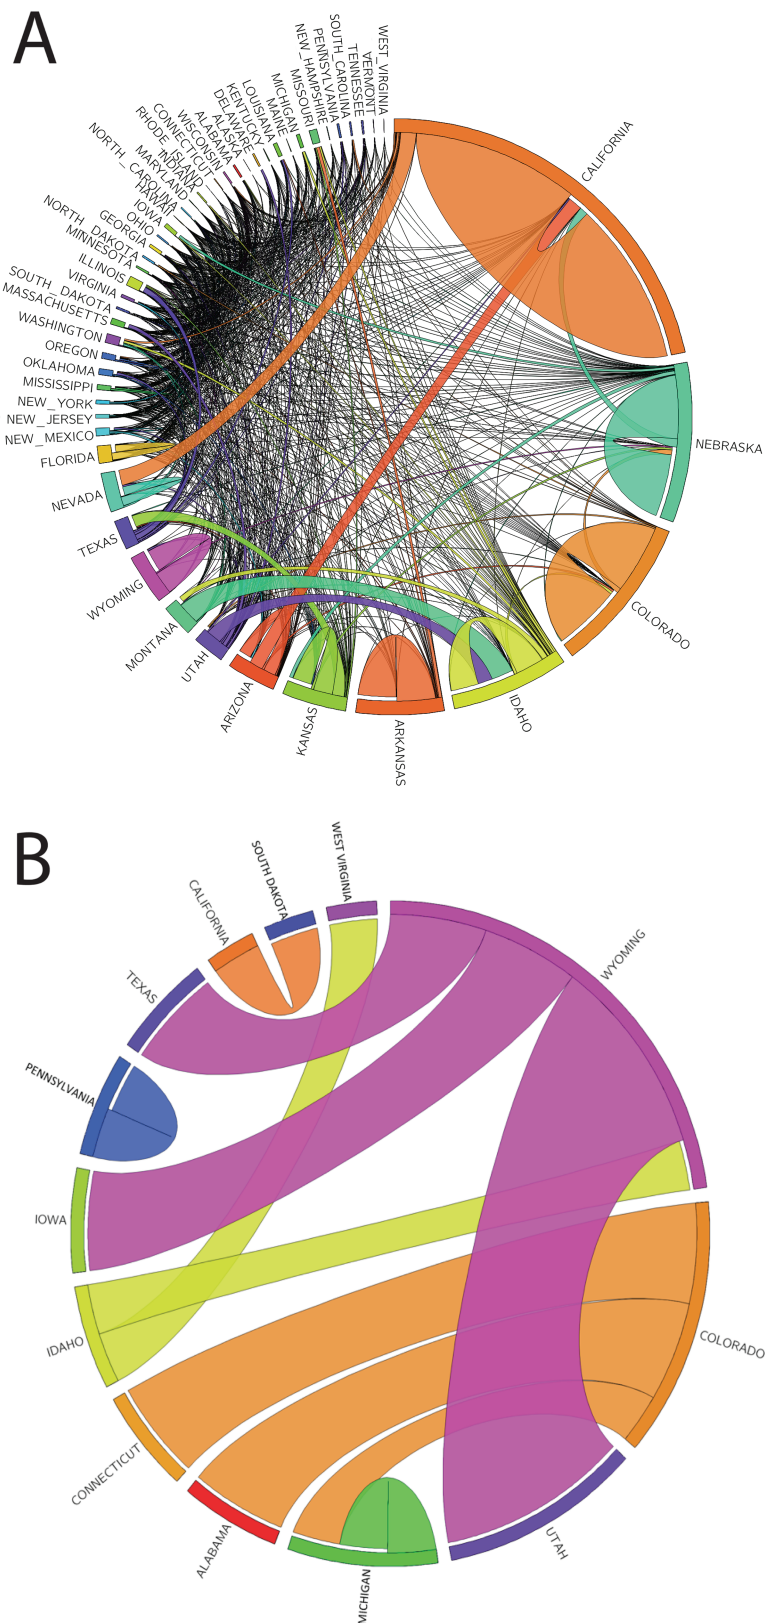 A
WEST_VIRGINIA
VERMONT
TENNESSEE
SOUTH_CAROLINA
PENNSYLVANIA
NEW_HAMPSHIRE
MISSOURI
MICHIGAN
MAINE
LOUISIANA
KENTUCKY
DELAWARE
ALASKA
ALABAMA
WISCONSIN
CONNECTICUT
RHODE_ISLAND
INDIANA
MARYLAND
NORTH_CAROLINA
HAWAII
IOWA
OHIO
GEORGIA
NORTH_DAKOTA
MINNESOTA
ILLINOIS
VIRGINIA
SOUTH_DAKOTA
MASSACHUSETTS
WASHINGTON
OREGON
OKLAHOMA
MISSISSIPPI
NEW_YORK
NEW_JERSEY
NEW_MEXICO
FLORIDA
NEVADA
TEXAS
WYOMING
MONTANA
UTAH
ARIZONA
KANSAS
ARKANSAS
IDAHO
COLORADO
NEBRASKA
CALIFORNIA
B
WEST VIRGINIA
SOUTH DAKOTA
CALIFORNIA
TEXAS
PENNSYLVANIA
IOWA
IDAHO
CONNECTICUT
ALABAMA
MICHIGAN
UTAH
COLORADO
WYOMING